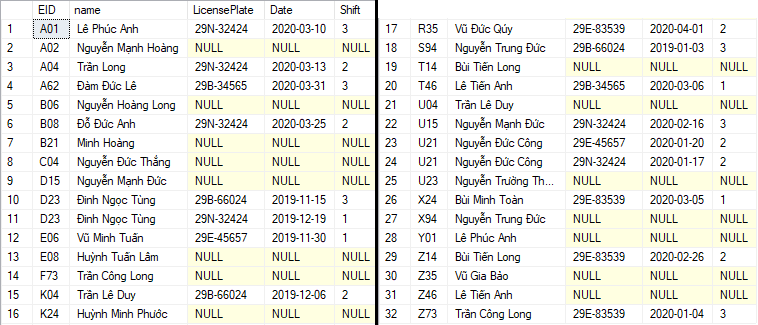 EID name LicensePlate Date Shift
1 A01 Lê Phúc Anh 29N-32424 2020-03-10 3
2 A02 Nguyễn Mạnh Hoàng NULL NULL NULL
3 A04 Trần Long 29N-32424 2020-03-13 2
4 A62 Đàm Đức Lê 29B-34565 2020-03-31 3
5 B06 Nguyễn Hoàng Long NULL NULL NULL
6 B08 Đỗ Đức Anh 29N-32424 2020-03-25 2
7 B21 Minh Hoàng NULL NULL NULL
8 C04 Nguyễn Đức Thắng NULL NULL NULL
9 D15 Nguyễn Mạnh Đức NULL NULL NULL
10 D23 Đinh Ngọc Tùng 29B-66024 2019-11-15 3
11 D23 Đinh Ngọc Tùng 29N-32424 2019-12-19 1
12 E06 Vũ Minh Tuấn 29E-45657 2019-11-30 1
13 E08 Huỳnh Tuấn Lâm NULL NULL NULL
14 F73 Trần Công Long NULL NULL NULL
15 K04 Trần Lê Duy 29B-66024 2019-12-06 2
16 K24 Huỳnh Minh Phước NULL NULL NULL
17 R35 Vũ Đức Qúy 29E-83539 2020-04-01 2
18 S94 Nguyễn Trung Đức 29B-66024 2019-01-03 3
19 T14 Bùi Tiến Long NULL NULL NULL
20 T46 Lê Tiến Anh 29B-34565 2020-03-06 1
21 U04 Trần Lê Duy NULL NULL NULL
22 U15 Nguyễn Mạnh Đức 29N-32424 2020-02-16 3
23 U21 Nguyễn Đức Công 29E-45657 2020-01-20 2
24 U21 Nguyễn Đức Công 29N-32424 2020-01-17 2
25 U23 Nguyễn Trường Th... NULL NULL NULL
26 X24 Bùi Minh Toàn 29E-83539 2020-03-05 1
27 X94 Nguyễn Trung Đức NULL NULL NULL
28 Y01 Lê Phúc Anh NULL NULL NULL
29 Z14 Bùi Tiến Long 29E-83539 2020-02-26 2
30 Z35 Vũ Gia Bảo NULL NULL NULL
31 Z46 Lê Tiến Anh NULL NULL NULL
32 Z73 Trần Công Long 29E-83539 2020-01-04 3